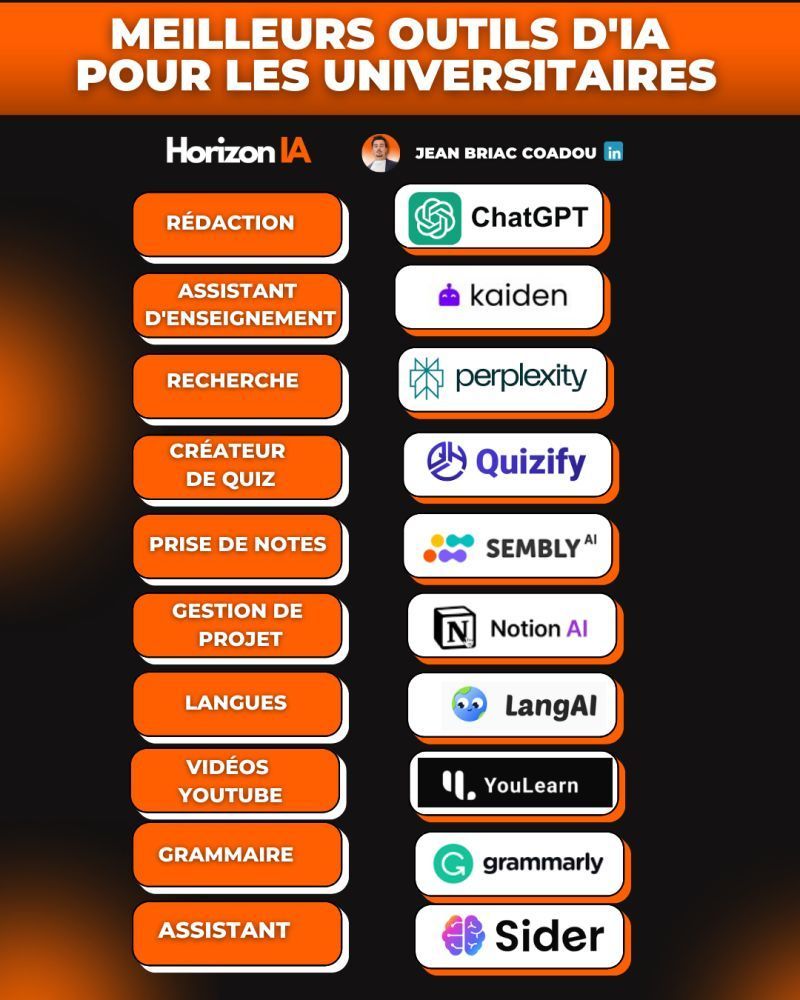 MEILLEURS OUTILS D'IA
POUR LES UNIVERSITAIRES
Horizon IA
JEAN BRIAC COADOU in
RÉDACTION
ChatGPT
ASSISTANT
D'ENSEIGNEMENT
kaiden
RECHERCHE
perplexity
CRÉATEUR
DE QUIZ
Quizify
PRISE DE NOTES
SEMBLY AI
GESTION DE
PROJET
N Notion AI
LANGUES
LangAI
VIDÉOS
YOUTUBE
YouLearn
GRAMMAIRE
grammarly
ASSISTANT
Sider